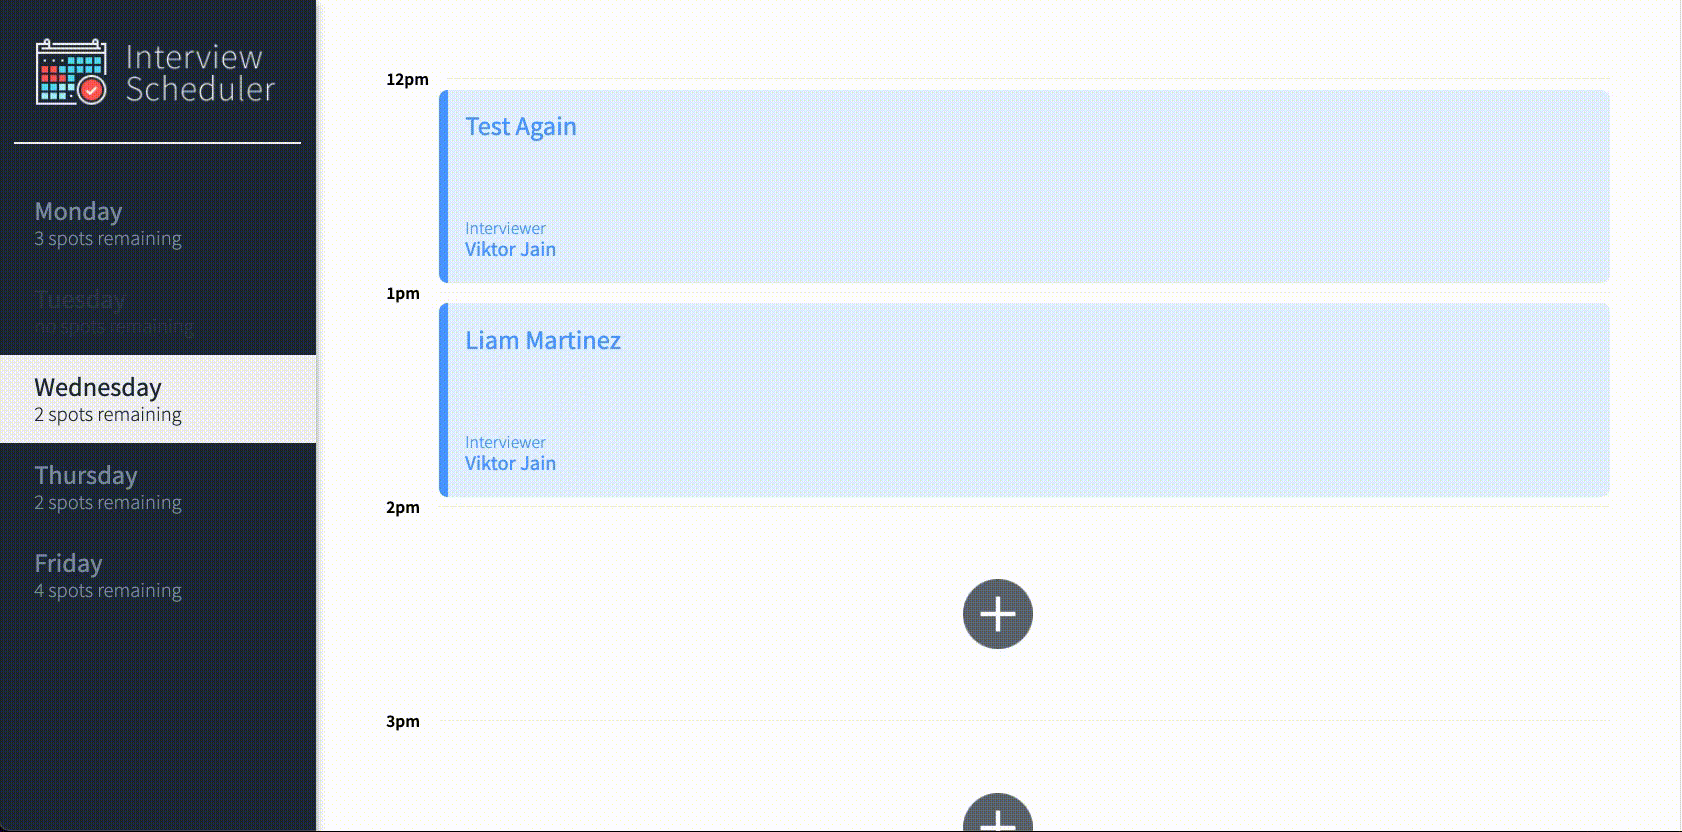 Interview
Scheduler
Monday
3 spots remaining
Tuesday
no spots remaining
Wednesday
2 spots remaining
Thursday
2 spots remaining
Friday
4 spots remaining
12pm
Test Again
Interviewer
Viktor Jain
1pm
Liam Martinez
Interviewer
Viktor Jain
2pm
3pm